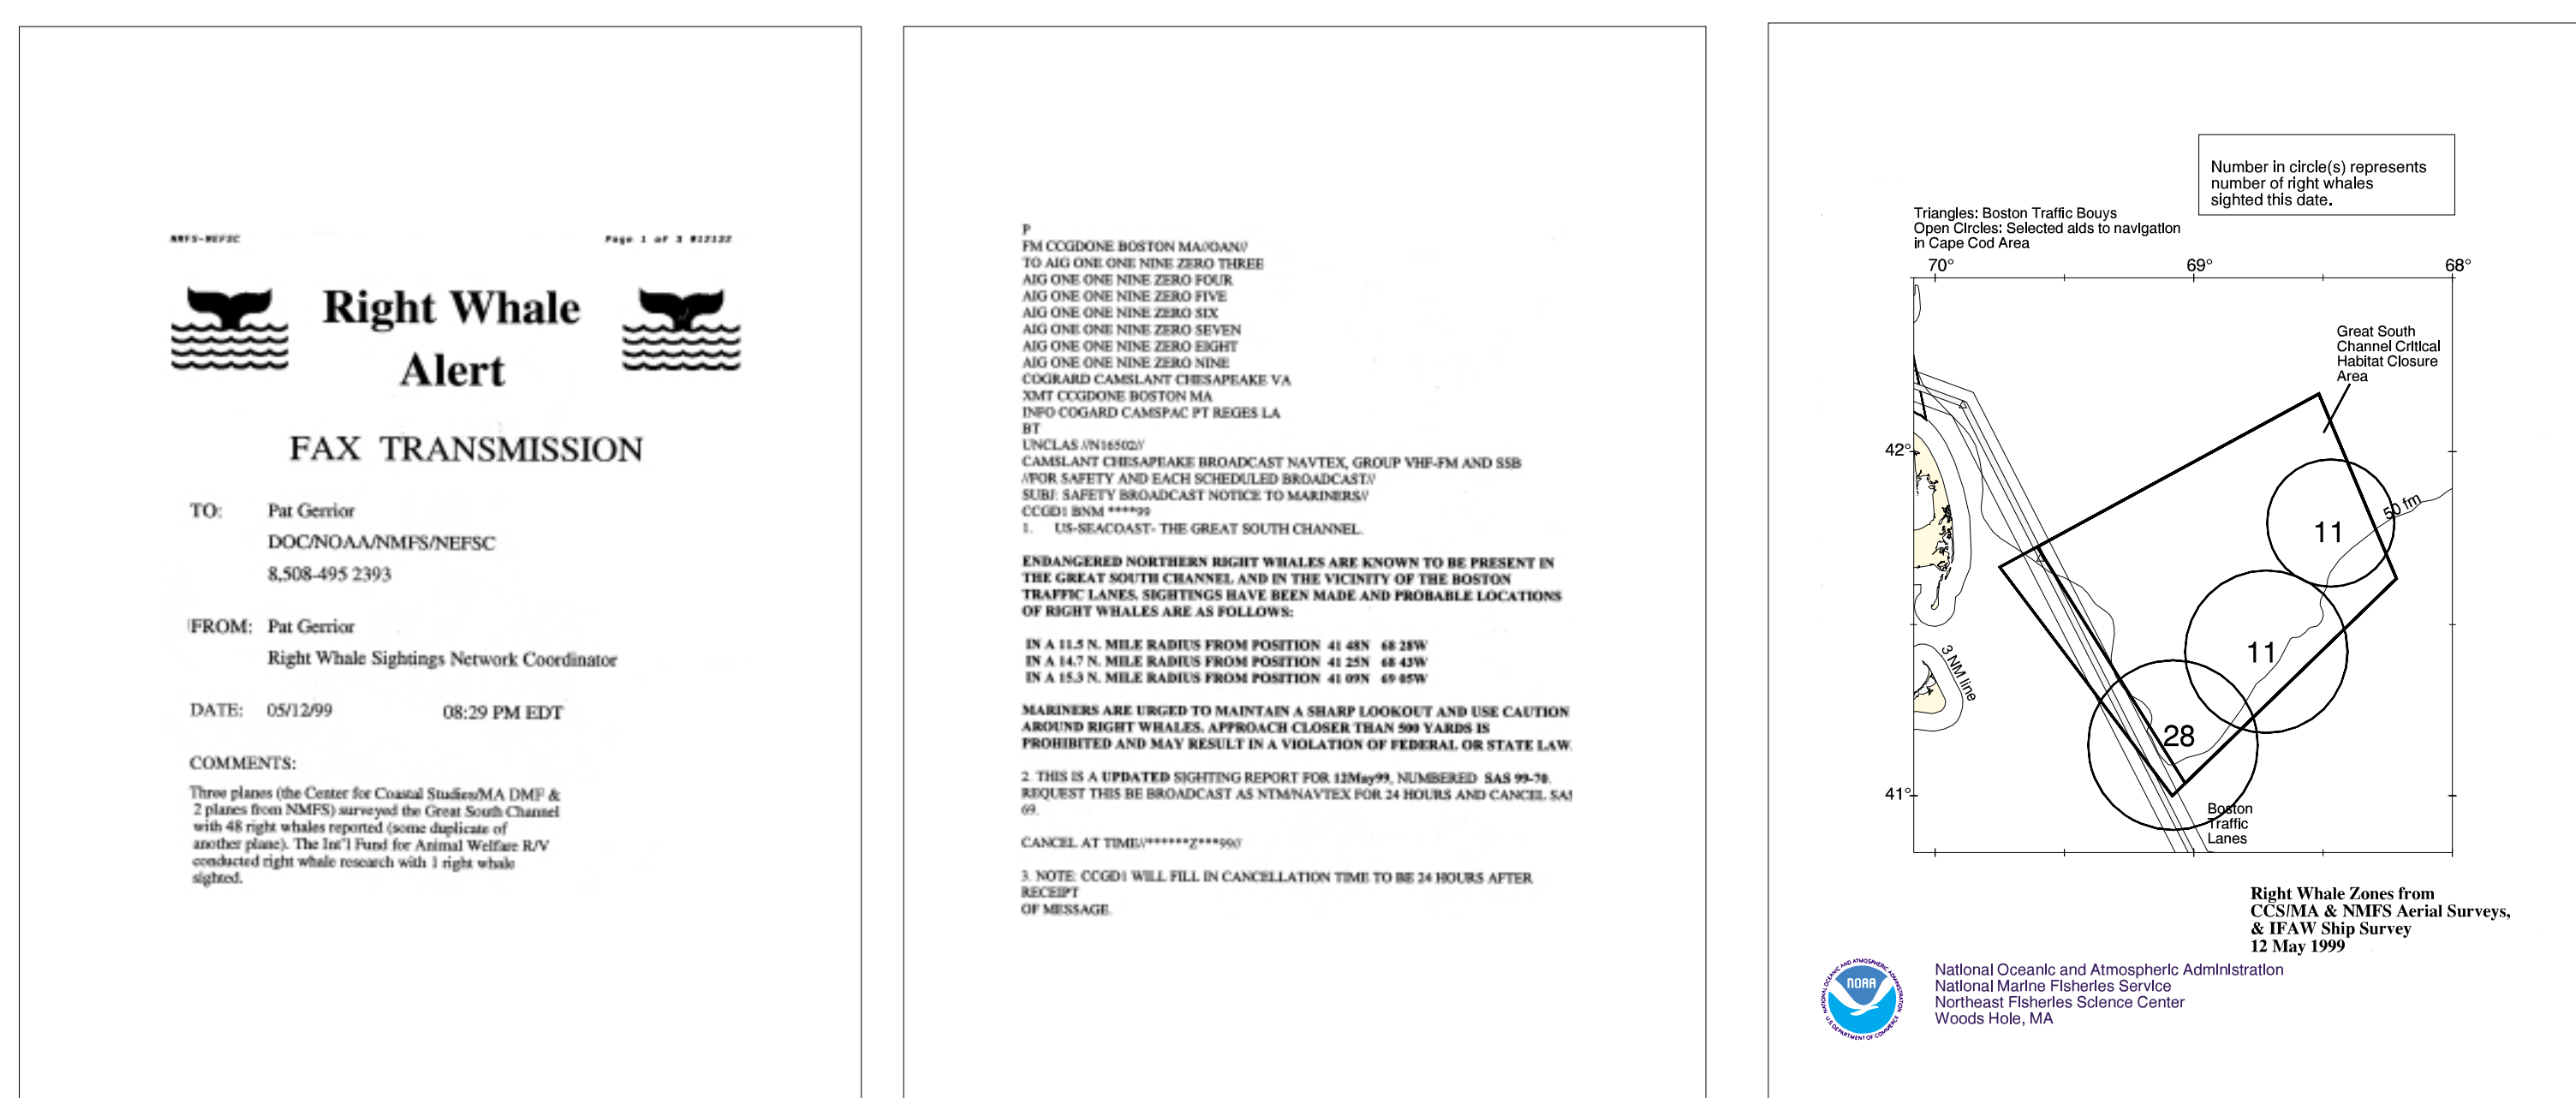 NMFS-NEFSC Page 1 of 3 #12122
Right Whale
Alert
FAX TRANSMISSION
TO: Pat Gerrior
DOC/NOAA/NMFS/NEFSC
8,508-495 2393
FROM: Pat Gerrior
Right Whale Sightings Network Coordinator
DATE: 05/12/99 08:29 PM EDT
COMMENTS:
Three planes (the Center for Coastal Studies/MA DMF &
2 planes from NMFS) surveyed the Great South Channel
with 48 right whales reported (some duplicate of
another plane). The Int'l Fund for Animal Welfare R/V
conducted right whale research with 1 right whale
sighted.
P
FM CCGDONE BOSTON MA//OAN//
TO AIG ONE ONE NINE ZERO THREE
AIG ONE ONE NINE ZERO FOUR
AIG ONE ONE NINE ZERO FIVE
AIG ONE ONE NINE ZERO SIX
AIG ONE ONE NINE ZERO SEVEN
AIG ONE ONE NINE ZERO EIGHT
AIG ONE ONE NINE ZERO NINE
COGRARD CAMSLANT CHESAPEAKE VA
XMT CCGDONE BOSTON MA
INFO COGARD CAMSPAC PT REGES LA
BT
UNCLAS //N16502//
CAMSLANT CHESAPEAKE BROADCAST NAVTEX, GROUP VHF-FM AND SSB
//FOR SAFETY AND EACH SCHEDULED BROADCAST//
SUBJ: SAFETY BROADCAST NOTICE TO MARINERS//
CCGD1 BNM ****99
1. US-SEACOAST- THE GREAT SOUTH CHANNEL.
ENDANGERED NORTHERN RIGHT WHALES ARE KNOWN TO BE PRESENT IN
THE GREAT SOUTH CHANNEL AND IN THE VICINITY OF THE BOSTON
TRAFFIC LANES. SIGHTINGS HAVE BEEN MADE AND PROBABLE LOCATIONS
OF RIGHT WHALES ARE AS FOLLOWS:
IN A 11.5 N. MILE RADIUS FROM POSITION 41 48N 68 28W
IN A 14.7 N. MILE RADIUS FROM POSITION 41 25N 68 43W
IN A 15.3 N. MILE RADIUS FROM POSITION 41 09N 69 05W
MARINERS ARE URGED TO MAINTAIN A SHARP LOOKOUT AND USE CAUTION
AROUND RIGHT WHALES. APPROACH CLOSER THAN 500 YARDS IS
PROHIBITED AND MAY RESULT IN A VIOLATION OF FEDERAL OR STATE LAW.
2. THIS IS A UPDATED SIGHTING REPORT FOR 12May99, NUMBERED SAS 99-70.
REQUEST THIS BE BROADCAST AS NTM/NAVTEX FOR 24 HOURS AND CANCEL SAS
69.
CANCEL AT TIME//******Z***99//
3. NOTE: CCGD1 WILL FILL IN CANCELLATION TIME TO BE 24 HOURS AFTER
RECEIPT
OF MESSAGE.
Number in circle(s) represents
number of right whales
sighted this date.
Triangles: Boston Traffic Bouys
Open Circles: Selected aids to navigation
in Cape Cod Area
70° 69° 68°
Great South
Channel Critical
Habitat Closure
Area
42°
50 fm
11
11
3 NM line
28
41°
Boston
Traffic
Lanes
Right Whale Zones from
CCS/MA & NMFS Aerial Surveys,
& IFAW Ship Survey
12 May 1999
NATIONAL OCEANIC AND ATMOSPHERIC ADMINISTRATION
NOAA
U.S. DEPARTMENT OF COMMERCE
National Oceanic and Atmospheric Administration
National Marine Fisheries Service
Northeast Fisheries Science Center
Woods Hole, MA